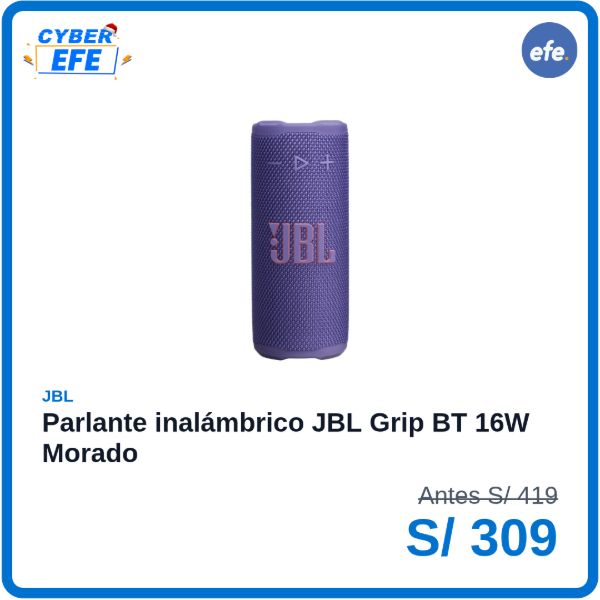 CYBER
EFE
efe.
JBL
JBL
Parlante inalámbrico JBL Grip BT 16W
Morado
Antes S/ 419
S/ 309